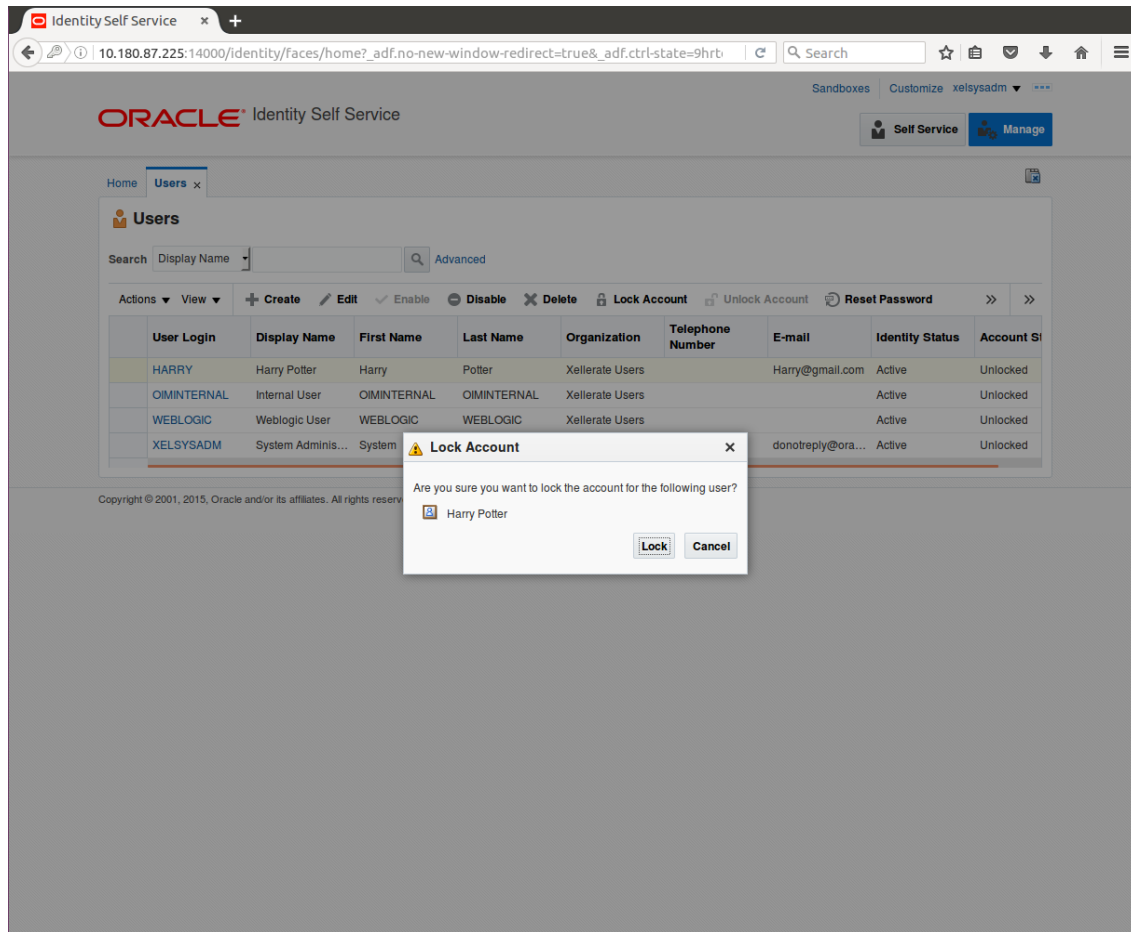 Identity Self Service × +
10.180.87.225:14000/identity/faces/home?_adf.no-new-window-redirect=true&_adf.ctrl-state=9hrt Search
Sandboxes Customize xelsysadm
ORACLE Identity Self Service
Self Service Manage
Home Users ×
Users
Search Display Name Advanced
Actions View Create Edit Enable Disable Delete Lock Account Unlock Account Reset Password » »
User Login Display Name First Name Last Name Organization Telephone Number E-mail Identity Status Account St
HARRY Harry Potter Harry Potter Xellerate Users Harry@gmail.com Active Unlocked
OIMINTERNAL Internal User OIMINTERNAL OIMINTERNAL Xellerate Users Active Unlocked
WEBLOGIC Weblogic User WEBLOGIC WEBLOGIC Xellerate Users Active Unlocked
XELSYSADM System Adminis... System donotreply@ora... Active Unlocked
Lock Account ×
Are you sure you want to lock the account for the following user?
Harry Potter
Lock Cancel
Copyright © 2001, 2015, Oracle and/or its affiliates. All rights reserv